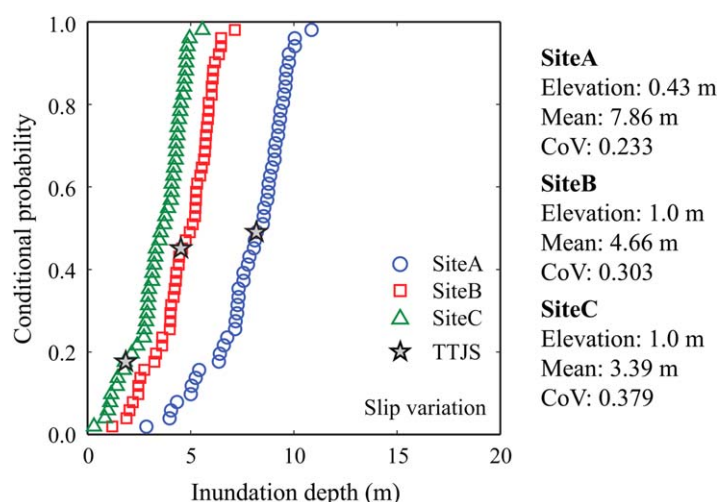 1.0
0.8
0.6
0.4
0.2
0.0
Conditional probability
SiteA
SiteB
SiteC
TTJS
Slip variation
0 5 10 15 20
Inundation depth (m)
SiteA
Elevation: 0.43 m
Mean: 7.86 m
CoV: 0.233
SiteB
Elevation: 1.0 m
Mean: 4.66 m
CoV: 0.303
SiteC
Elevation: 1.0 m
Mean: 3.39 m
CoV: 0.379